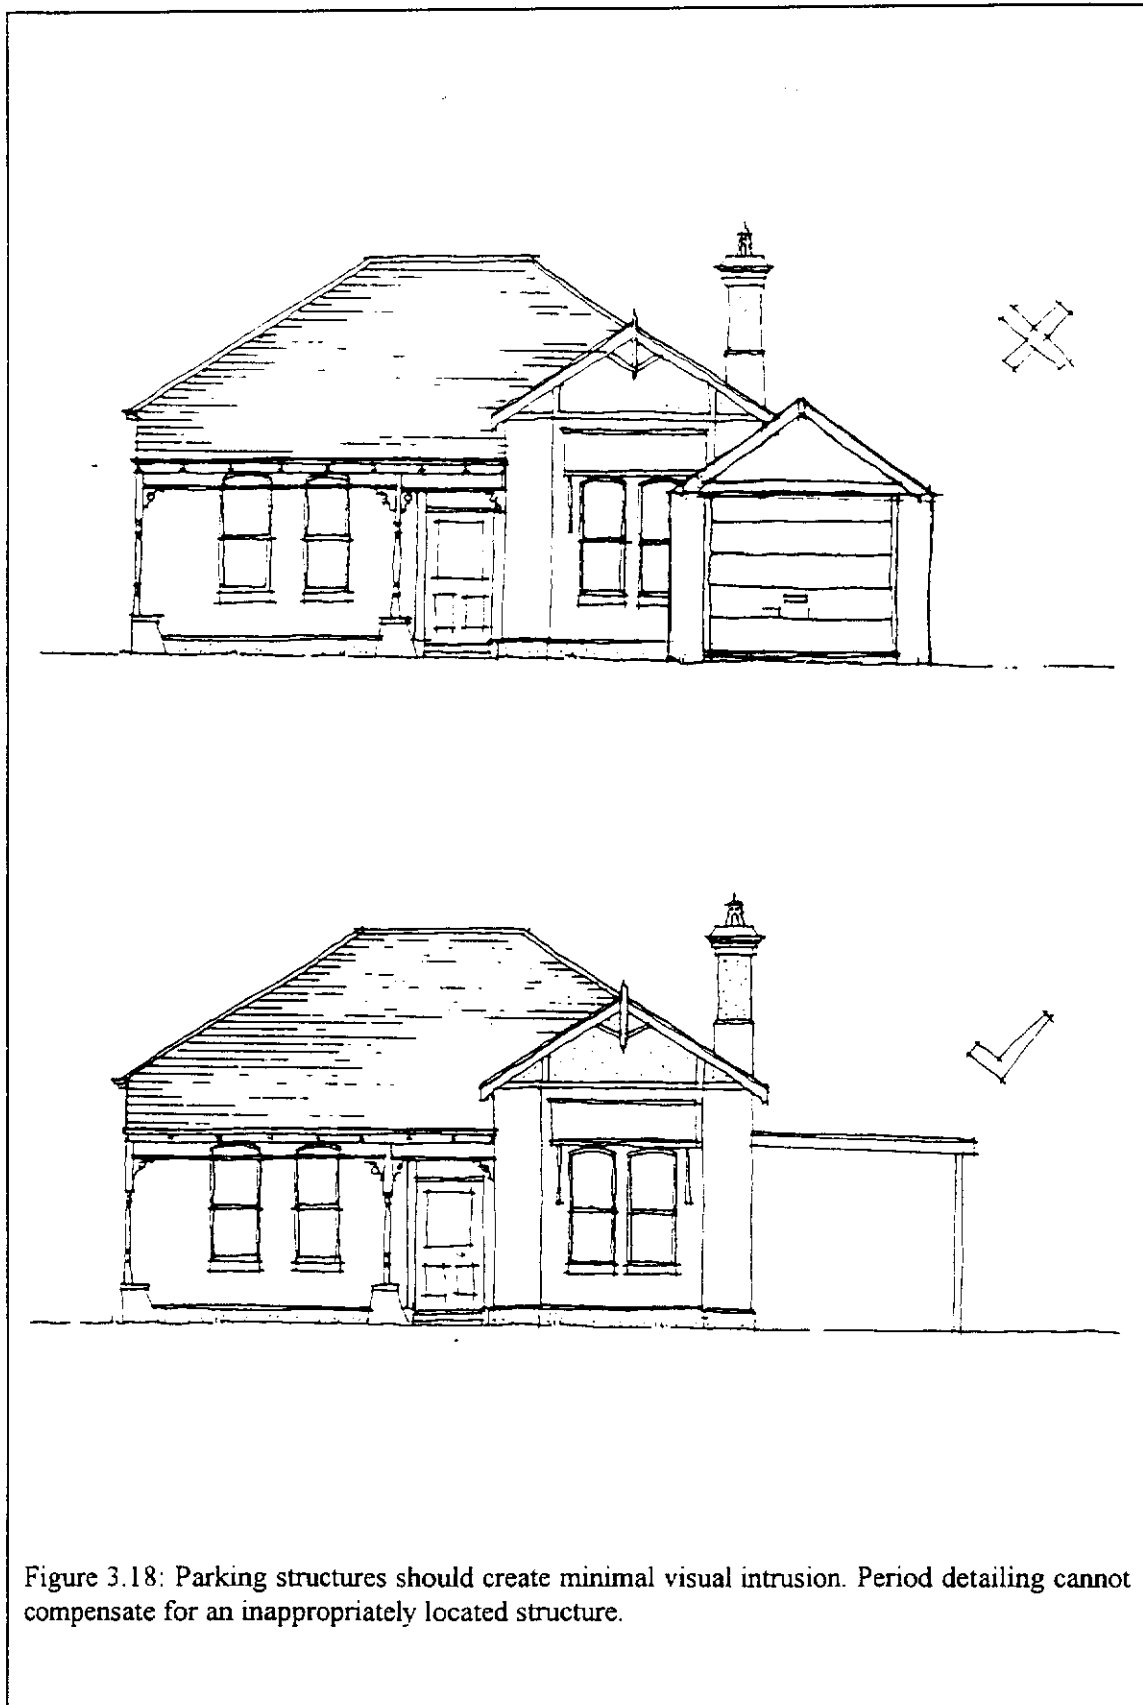 Figure 3.18: Parking structures should create minimal visual intrusion. Period detailing cannot
compensate for an inappropriately located structure.